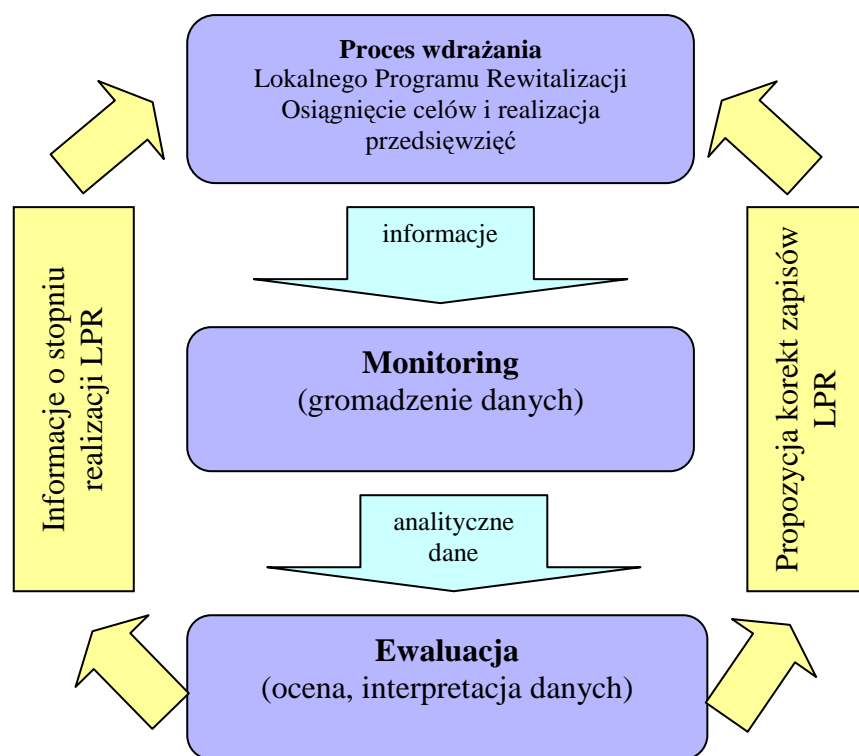 Proces wdrażania
Lokalnego Programu Rewitalizacji
Osiągnięcie celów i realizacja
przedsięwzięć
informacje
Informacje o stopniu
realizacji LPR
Monitoring
(gromadzenie danych)
Propozycja korekt zapisów
LPR
analityczne
dane
Ewaluacja
(ocena, interpretacja danych)